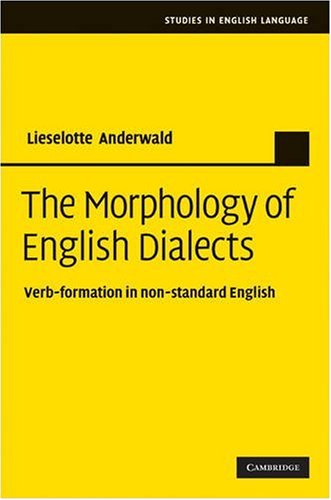 STUDIES IN ENGLISH LANGUAGE
Lieselotte Anderwald
The Morphology of
English Dialects
Verb-formation in non-standard English
CAMBRIDGE